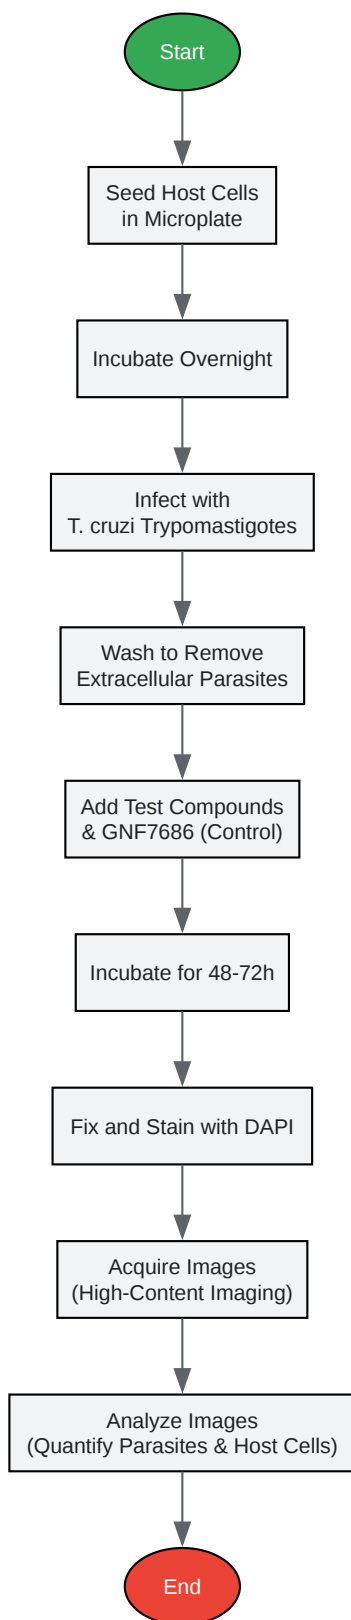 Start
Seed Host Cells
in Microplate
Incubate Overnight
Infect with
T. cruzi Trypomastigotes
Wash to Remove
Extracellular Parasites
Add Test Compounds
& GNF7686 (Control)
Incubate for 48-72h
Fix and Stain with DAPI
Acquire Images
(High-Content Imaging)
Analyze Images
(Quantify Parasites & Host Cells)
End